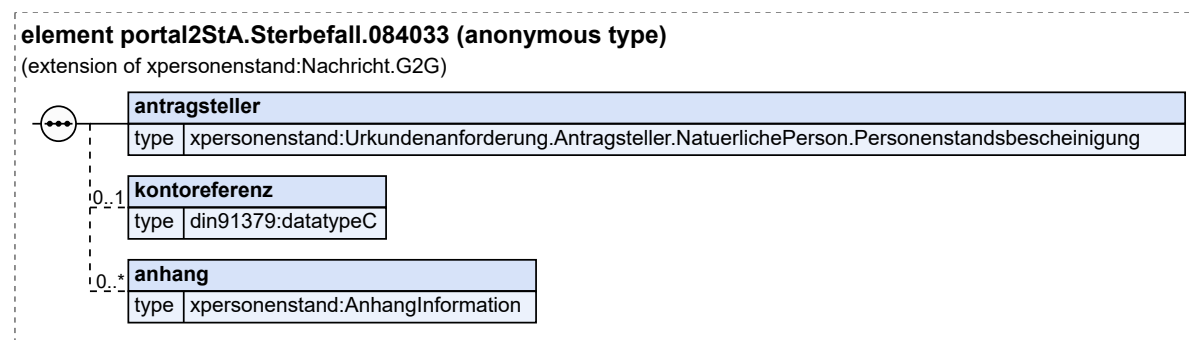 element portal2StA.Sterbefall.084033 (anonymous type)
(extension of xpersonenstand:Nachricht.G2G)
antragsteller
type xpersonenstand:Urkundenanforderung.Antragsteller.NatuerlichePerson.Personenstandsbescheinigung
0..1 kontoreferenz
type din91379:datatypeC
0..* anhang
type xpersonenstand:AnhangInformation